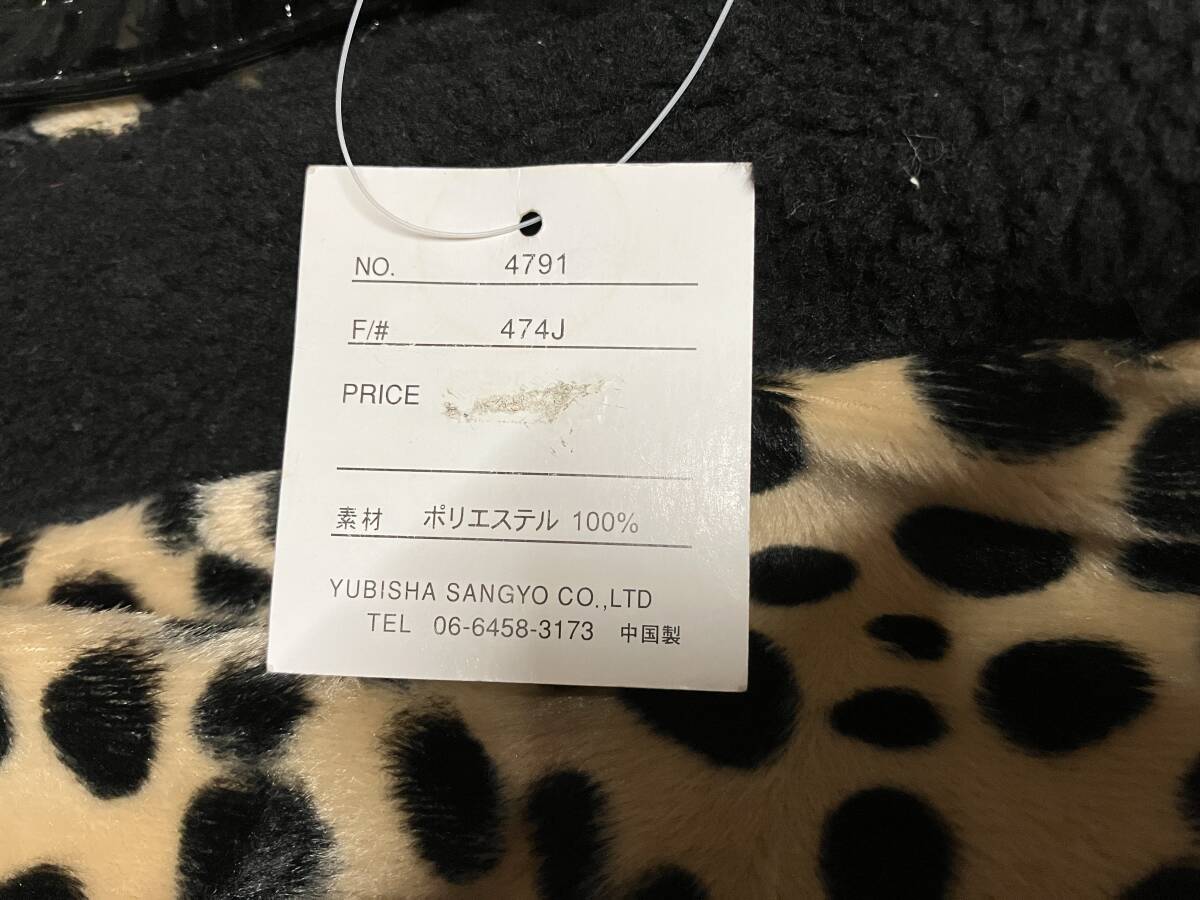 NO. 4791
F/# 474J
PRICE
素材 ポリエステル 100%
YUBISHA SANGYO CO.,LTD
TEL 06-6458-3173 中国製